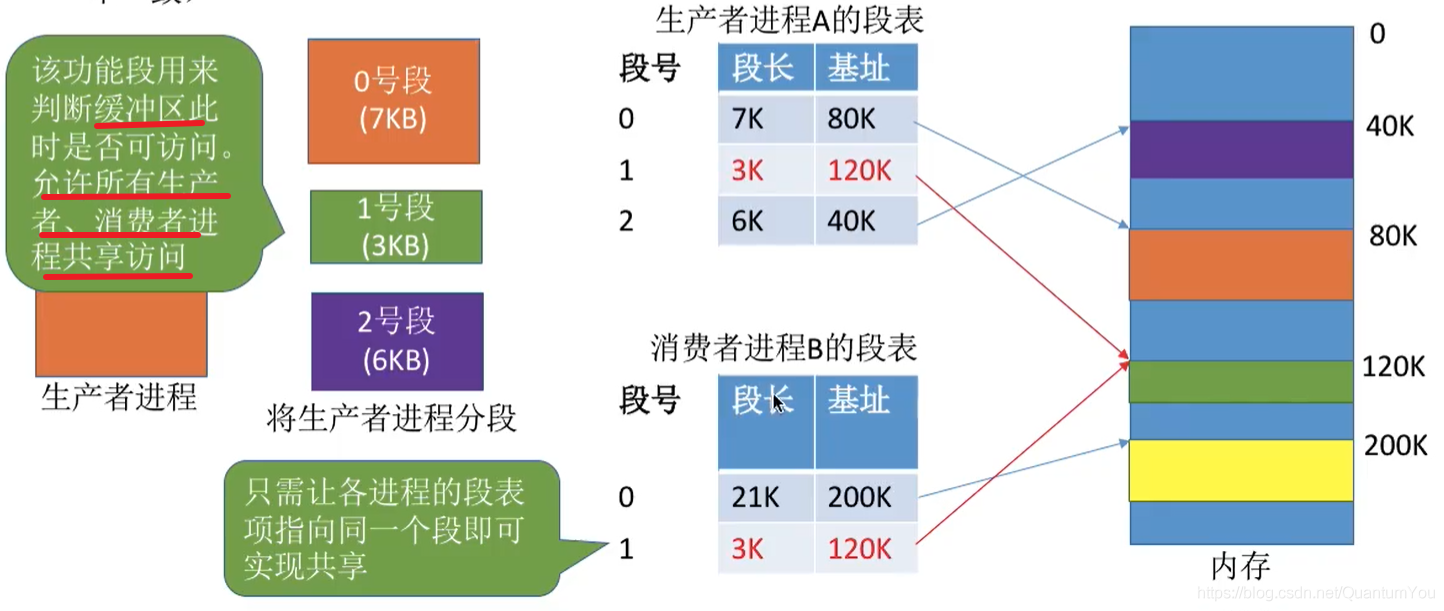 该功能段用来
判断缓冲区此
时是否可访问。
允许所有生产
者、消费者进
程共享访问
生产者进程
0号段
(7KB)
1号段
(3KB)
2号段
(6KB)
将生产者进程分段
生产者进程A的段表
段号 段长 基址
0 7K 80K
1 3K 120K
2 6K 40K
消费者进程B的段表
段号 段长 基址
0 21K 200K
1 3K 120K
只需让各进程的段表
项指向同一个段即可
实现共享
0
40K
80K
120K
200K
内存
https://blog.csdn.net/QuantumYou